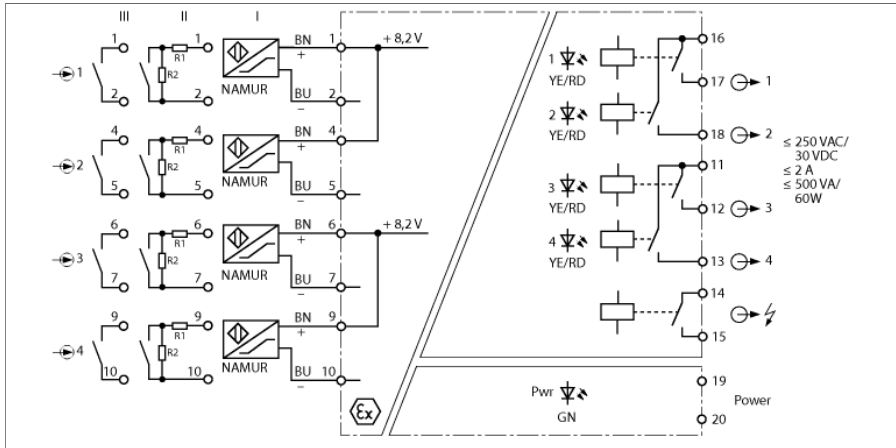 III II I
1 1 BN 1 + 8,2 V
R1 +
1 R2
2 2 NAMUR BU 2
–
4 4 BN 4
R1 +
2 R2
5 5 NAMUR BU 5
–
6 6 BN 6 + 8,2 V
R1 +
3 R2
7 7 NAMUR BU 7
–
9 9 BN 9
R1 +
4 R2
10 10 NAMUR BU 10
–
Ex
16
1
YE/RD 17 1
2
YE/RD 18 2
≤ 250 VAC/
30 VDC
≤ 2 A
≤ 500 VA/
60W
11
3
YE/RD 12 3
4
YE/RD 13 4
14
15
19
Pwr Power
GN
20